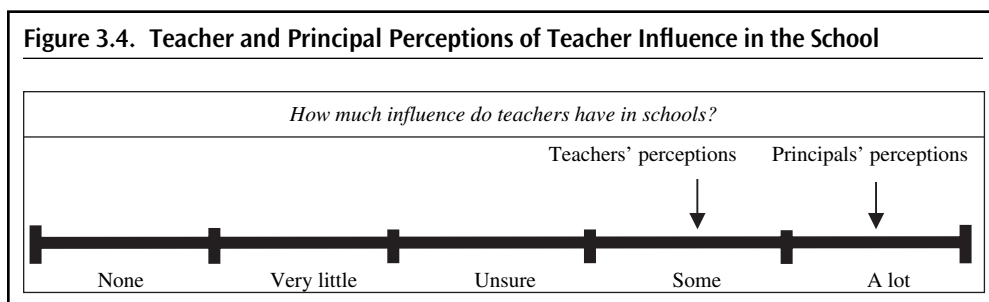 Figure 3.4. Teacher and Principal Perceptions of Teacher Influence in the School
How much influence do teachers have in schools?
Teachers’ perceptions Principals’ perceptions
None Very little Unsure Some A lot